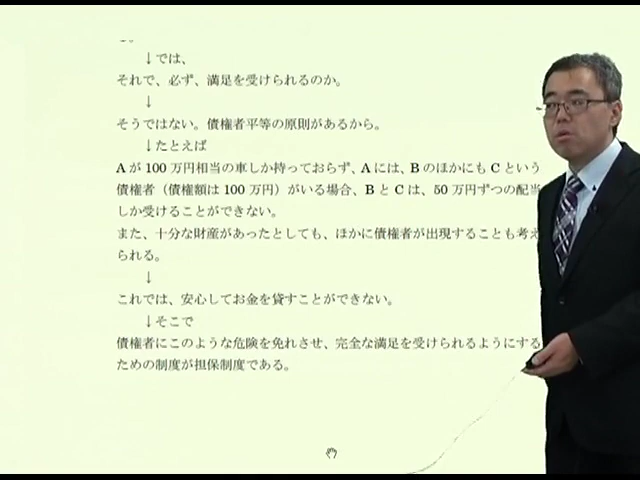 ↓では、
それで、必ず、満足を受けられるのか。
↓
そうではない。債権者平等の原則があるから。
↓たとえば
A が 100 万円相当の車しか持っておらず、A には、B のほかにも C という
債権者（債権額は 100 万円）がいる場合、B と C は、50 万円ずつの配当
しか受けることができない。
また、十分な財産があったとしても、ほかに債権者が出現することも考え
られる。
↓
これでは、安心してお金を貸すことができない。
↓そこで
債権者にこのような危険を免れさせ、完全な満足を受けられるようにする
ための制度が担保制度である。